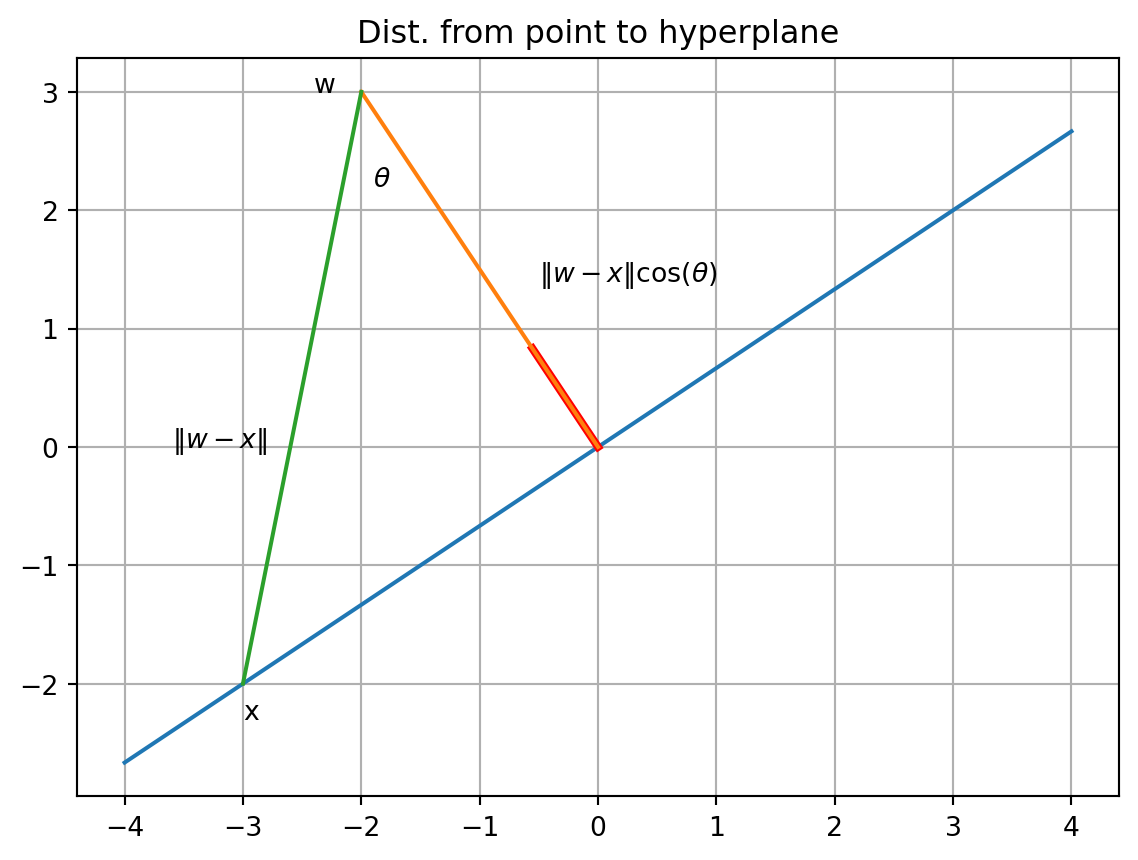 Dist. from point to hyperplane
3
w
θ
2
‖w − x‖cos(θ)
1
‖w − x‖
0
−1
−2
x
−4 −3 −2 −1 0 1 2 3 4